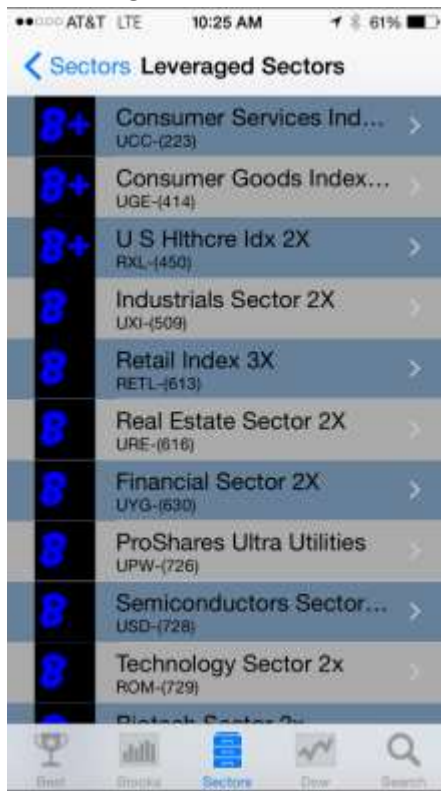 AT&T LTE 10:25 AM 61%
Sectors Leveraged Sectors
8+ Consumer Services Ind...
UCC-(223)
8+ Consumer Goods Index...
UGE-(414)
8+ U S Hlthcre Idx 2X
RXL-(450)
8 Industrials Sector 2X
UXI-(509)
8 Retail Index 3X
RETL-(613)
8 Real Estate Sector 2X
URE-(616)
8 Financial Sector 2X
UYG-(630)
8 ProShares Ultra Utilities
UPW-(726)
8 Semiconductors Sector...
USD-(728)
8 Technology Sector 2x
ROM-(729)
Biotech Sector 2x
Best Stocks Sectors Dow Search